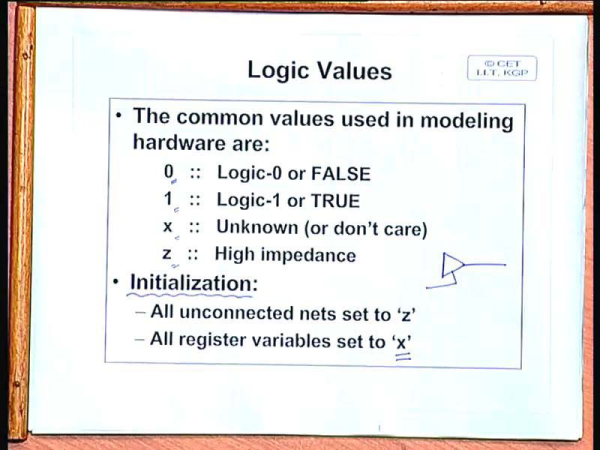 Logic Values
© CET
I.I.T. KGP
• The common values used in modeling
hardware are:
0 :: Logic-0 or FALSE
1 :: Logic-1 or TRUE
x :: Unknown (or don't care)
z :: High impedance
• Initialization:
– All unconnected nets set to 'z'
– All register variables set to 'x'